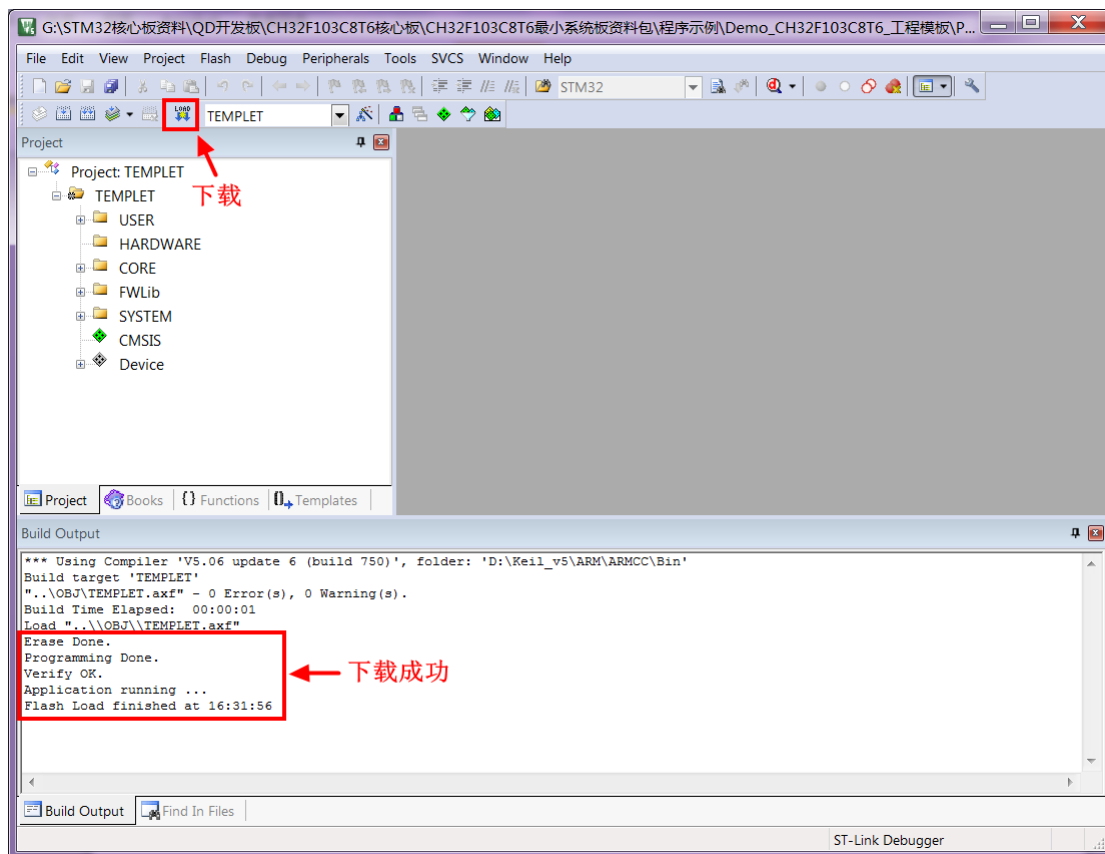 G:\STM32核心板资料\QD开发板\CH32F103C8T6核心板\CH32F103C8T6最小系统板资料包\程序示例\Demo_CH32F103C8T6_工程模板\P...
File Edit View Project Flash Debug Peripherals Tools SVCS Window Help
STM32
LOAD TEMPLET
Project
下载
Project: TEMPLET
TEMPLET
USER
HARDWARE
CORE
FWLib
SYSTEM
CMSIS
Device
Project Books {} Functions Templates
Build Output
*** Using Compiler 'V5.06 update 6 (build 750)', folder: 'D:\Keil_v5\ARM\ARMCC\Bin'
Build target 'TEMPLET'
"..\OBJ\TEMPLET.axf" - 0 Error(s), 0 Warning(s).
Build Time Elapsed:  00:00:01
Load "..\\OBJ\\TEMPLET.axf"
Erase Done.
Programming Done.
Verify OK.
下载成功
Application running ...
Flash Load finished at 16:31:56
Build Output Find In Files
ST-Link Debugger